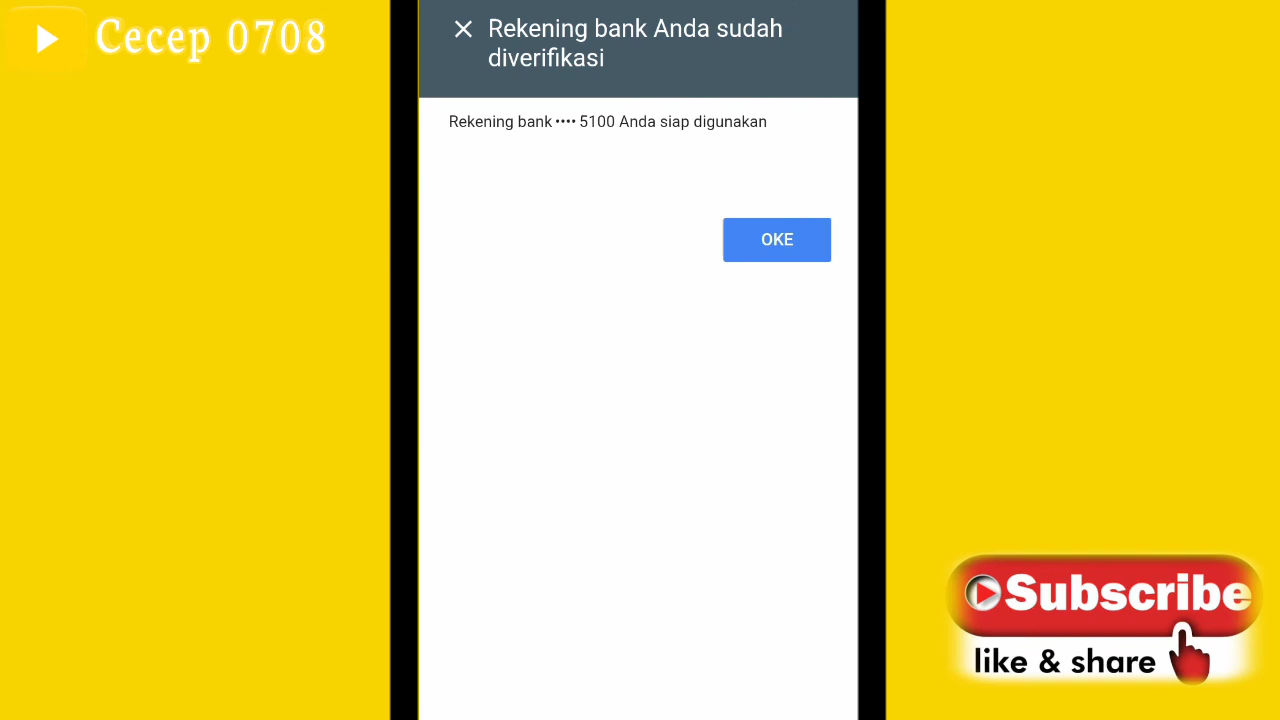 Cecep 0708
Rekening bank Anda sudah
diverifikasi
Rekening bank •••• 5100 Anda siap digunakan
OKE
Subscribe
like & share